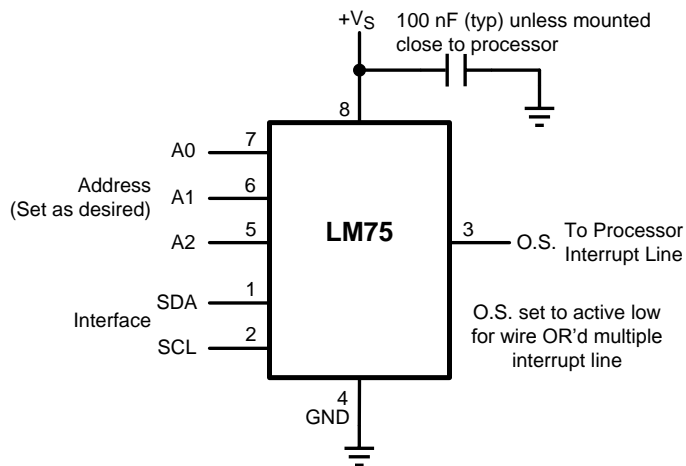 +VS
100 nF (typ) unless mounted
close to processor
8
A0
7
Address
(Set as desired)
A1
6
A2
5
LM75
3
O.S.
To Processor
Interrupt Line
Interface
SDA
1
SCL
2
O.S. set to active low
for wire OR'd multiple
interrupt line
4
GND